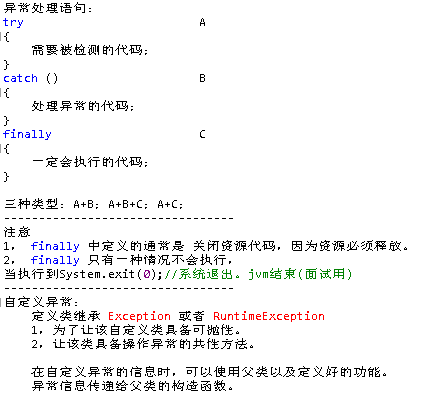 异常处理语句：
try A
{
需要被检测的代码；
}
catch () B
{
处理异常的代码；
}
finally C
{
一定会执行的代码；
}
三种类型：A+B；A+B+C；A+C；
---------------------------------
注意
1， finally 中定义的通常是 关闭资源代码，因为资源必须释放。
2， finally 只有一种情况不会执行，
当执行到System.exit(0);//系统退出。jvm结束(面试用)
---------------------------------
自定义异常：
定义类继承 Exception 或者 RuntimeException
1，为了让该自定义类具备可抛性。
2，让该类具备操作异常的共性方法。
在自定义异常的信息时，可以使用父类以及定义好的功能。
异常信息传递给父类的构造函数。